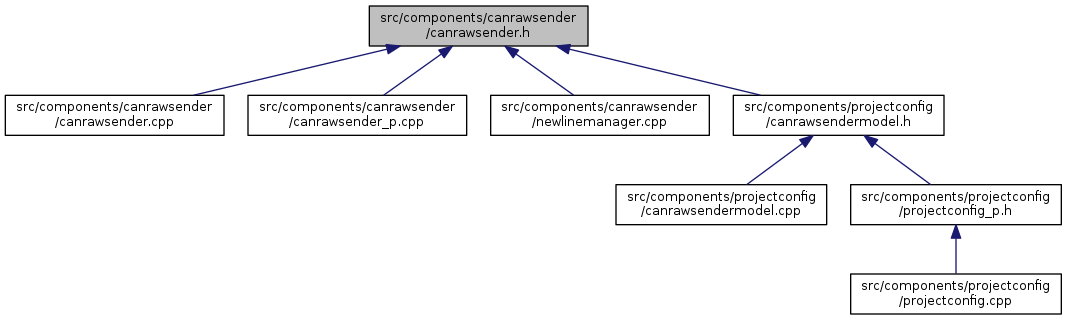 src/components/canrawsender
/canrawsender.h
src/components/canrawsender
/canrawsender.cpp
src/components/canrawsender
/canrawsender_p.cpp
src/components/canrawsender
/newlinemanager.cpp
src/components/projectconfig
/canrawsendermodel.h
src/components/projectconfig
/canrawsendermodel.cpp
src/components/projectconfig
/projectconfig_p.h
src/components/projectconfig
/projectconfig.cpp